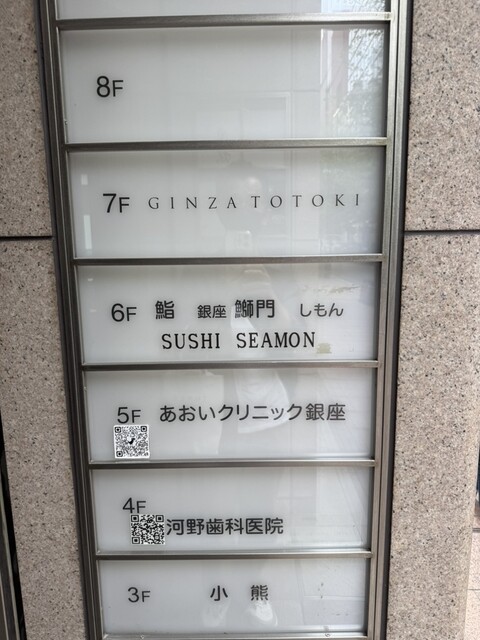 8F
7F GINZA TOTOKI
6F 鮨 銀座 鰤門 しもん
SUSHI SEAMON
5F あおいクリニック銀座
4F
河野歯科医院
3F 小熊